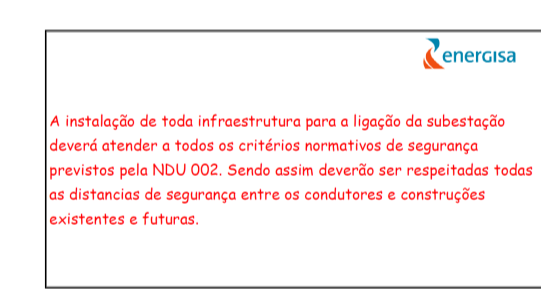 energisa
A instalação de toda infraestrutura para a ligação da subestação
deverá atender a todos os critérios normativos de segurança
previstos pela NDU 002. Sendo assim deverão ser respeitadas todas
as distancias de segurança entre os condutores e construções
existentes e futuras.